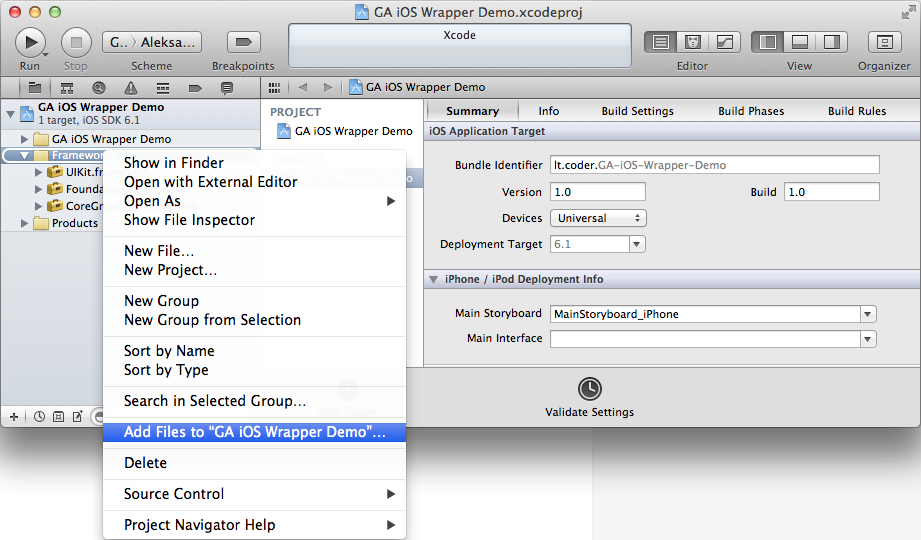 GA iOS Wrapper Demo.xcodeproj
Run
Stop
G.. Aleksa...
Scheme
Breakpoints
Xcode
Editor
View
Organizer
GA iOS Wrapper Demo
GA iOS Wrapper Demo
1 target, iOS SDK 6.1
GA iOS Wrapper Demo
Framework
UIKit.fr
Founda
CoreGr
Products
PROJECT
GA iOS Wrapper Demo
Summary
Info
Build Settings
Build Phases
Build Rules
iOS Application Target
Bundle Identifier lt.coder.GA-iOS-Wrapper-Demo
Version 1.0 Build 1.0
Devices Universal
Deployment Target 6.1
iPhone / iPod Deployment Info
Main Storyboard MainStoryboard_iPhone
Main Interface
Validate Settings
Show in Finder
Open with External Editor
Open As
Show File Inspector
New File...
New Project...
New Group
New Group from Selection
Sort by Name
Sort by Type
Search in Selected Group...
Add Files to “GA iOS Wrapper Demo”...
Delete
Source Control
Project Navigator Help